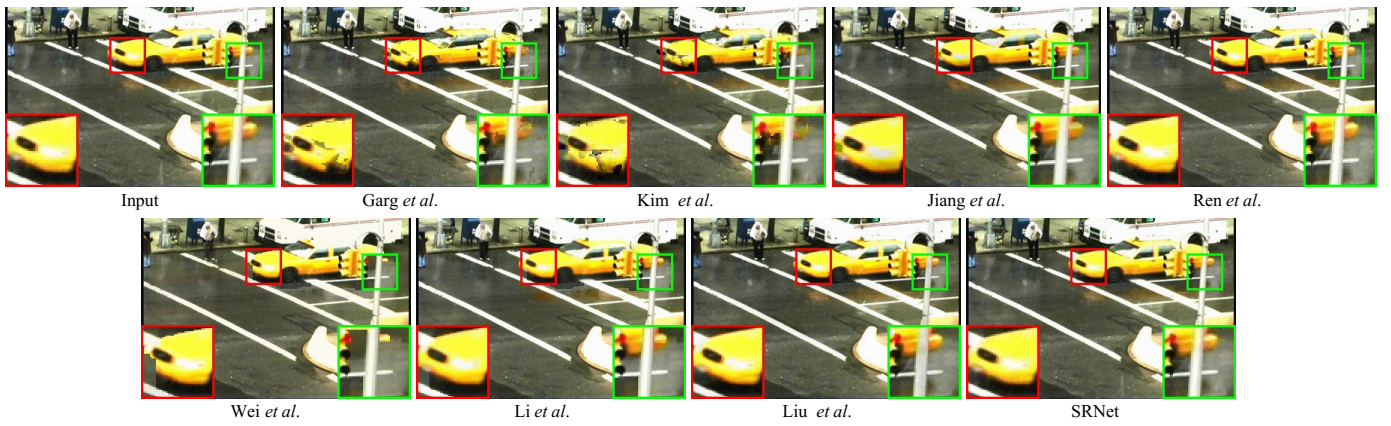 Input Garg et al. Kim et al. Jiang et al. Ren et al.
Wei et al. Li et al. Liu et al. SRNet